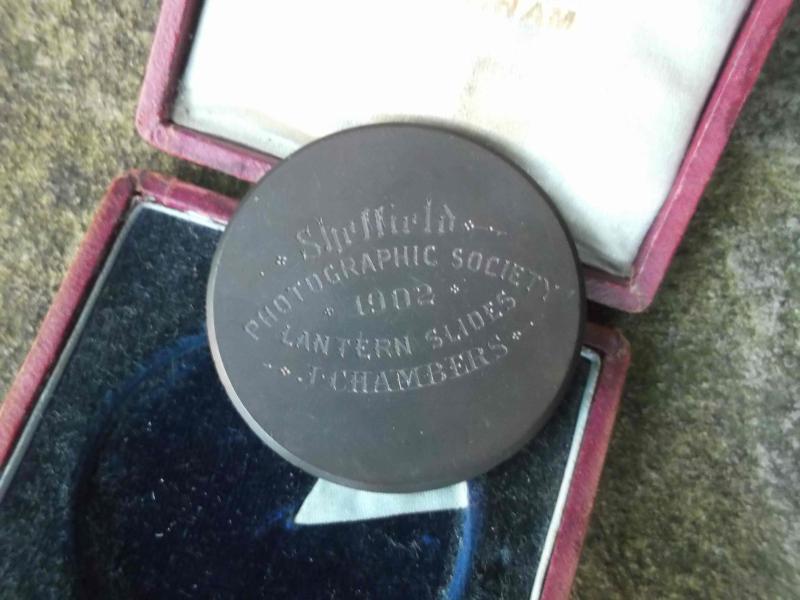 Sheffield
PHOTOGRAPHIC SOCIETY
1902
LANTERN SLIDES
J. CHAMBERS